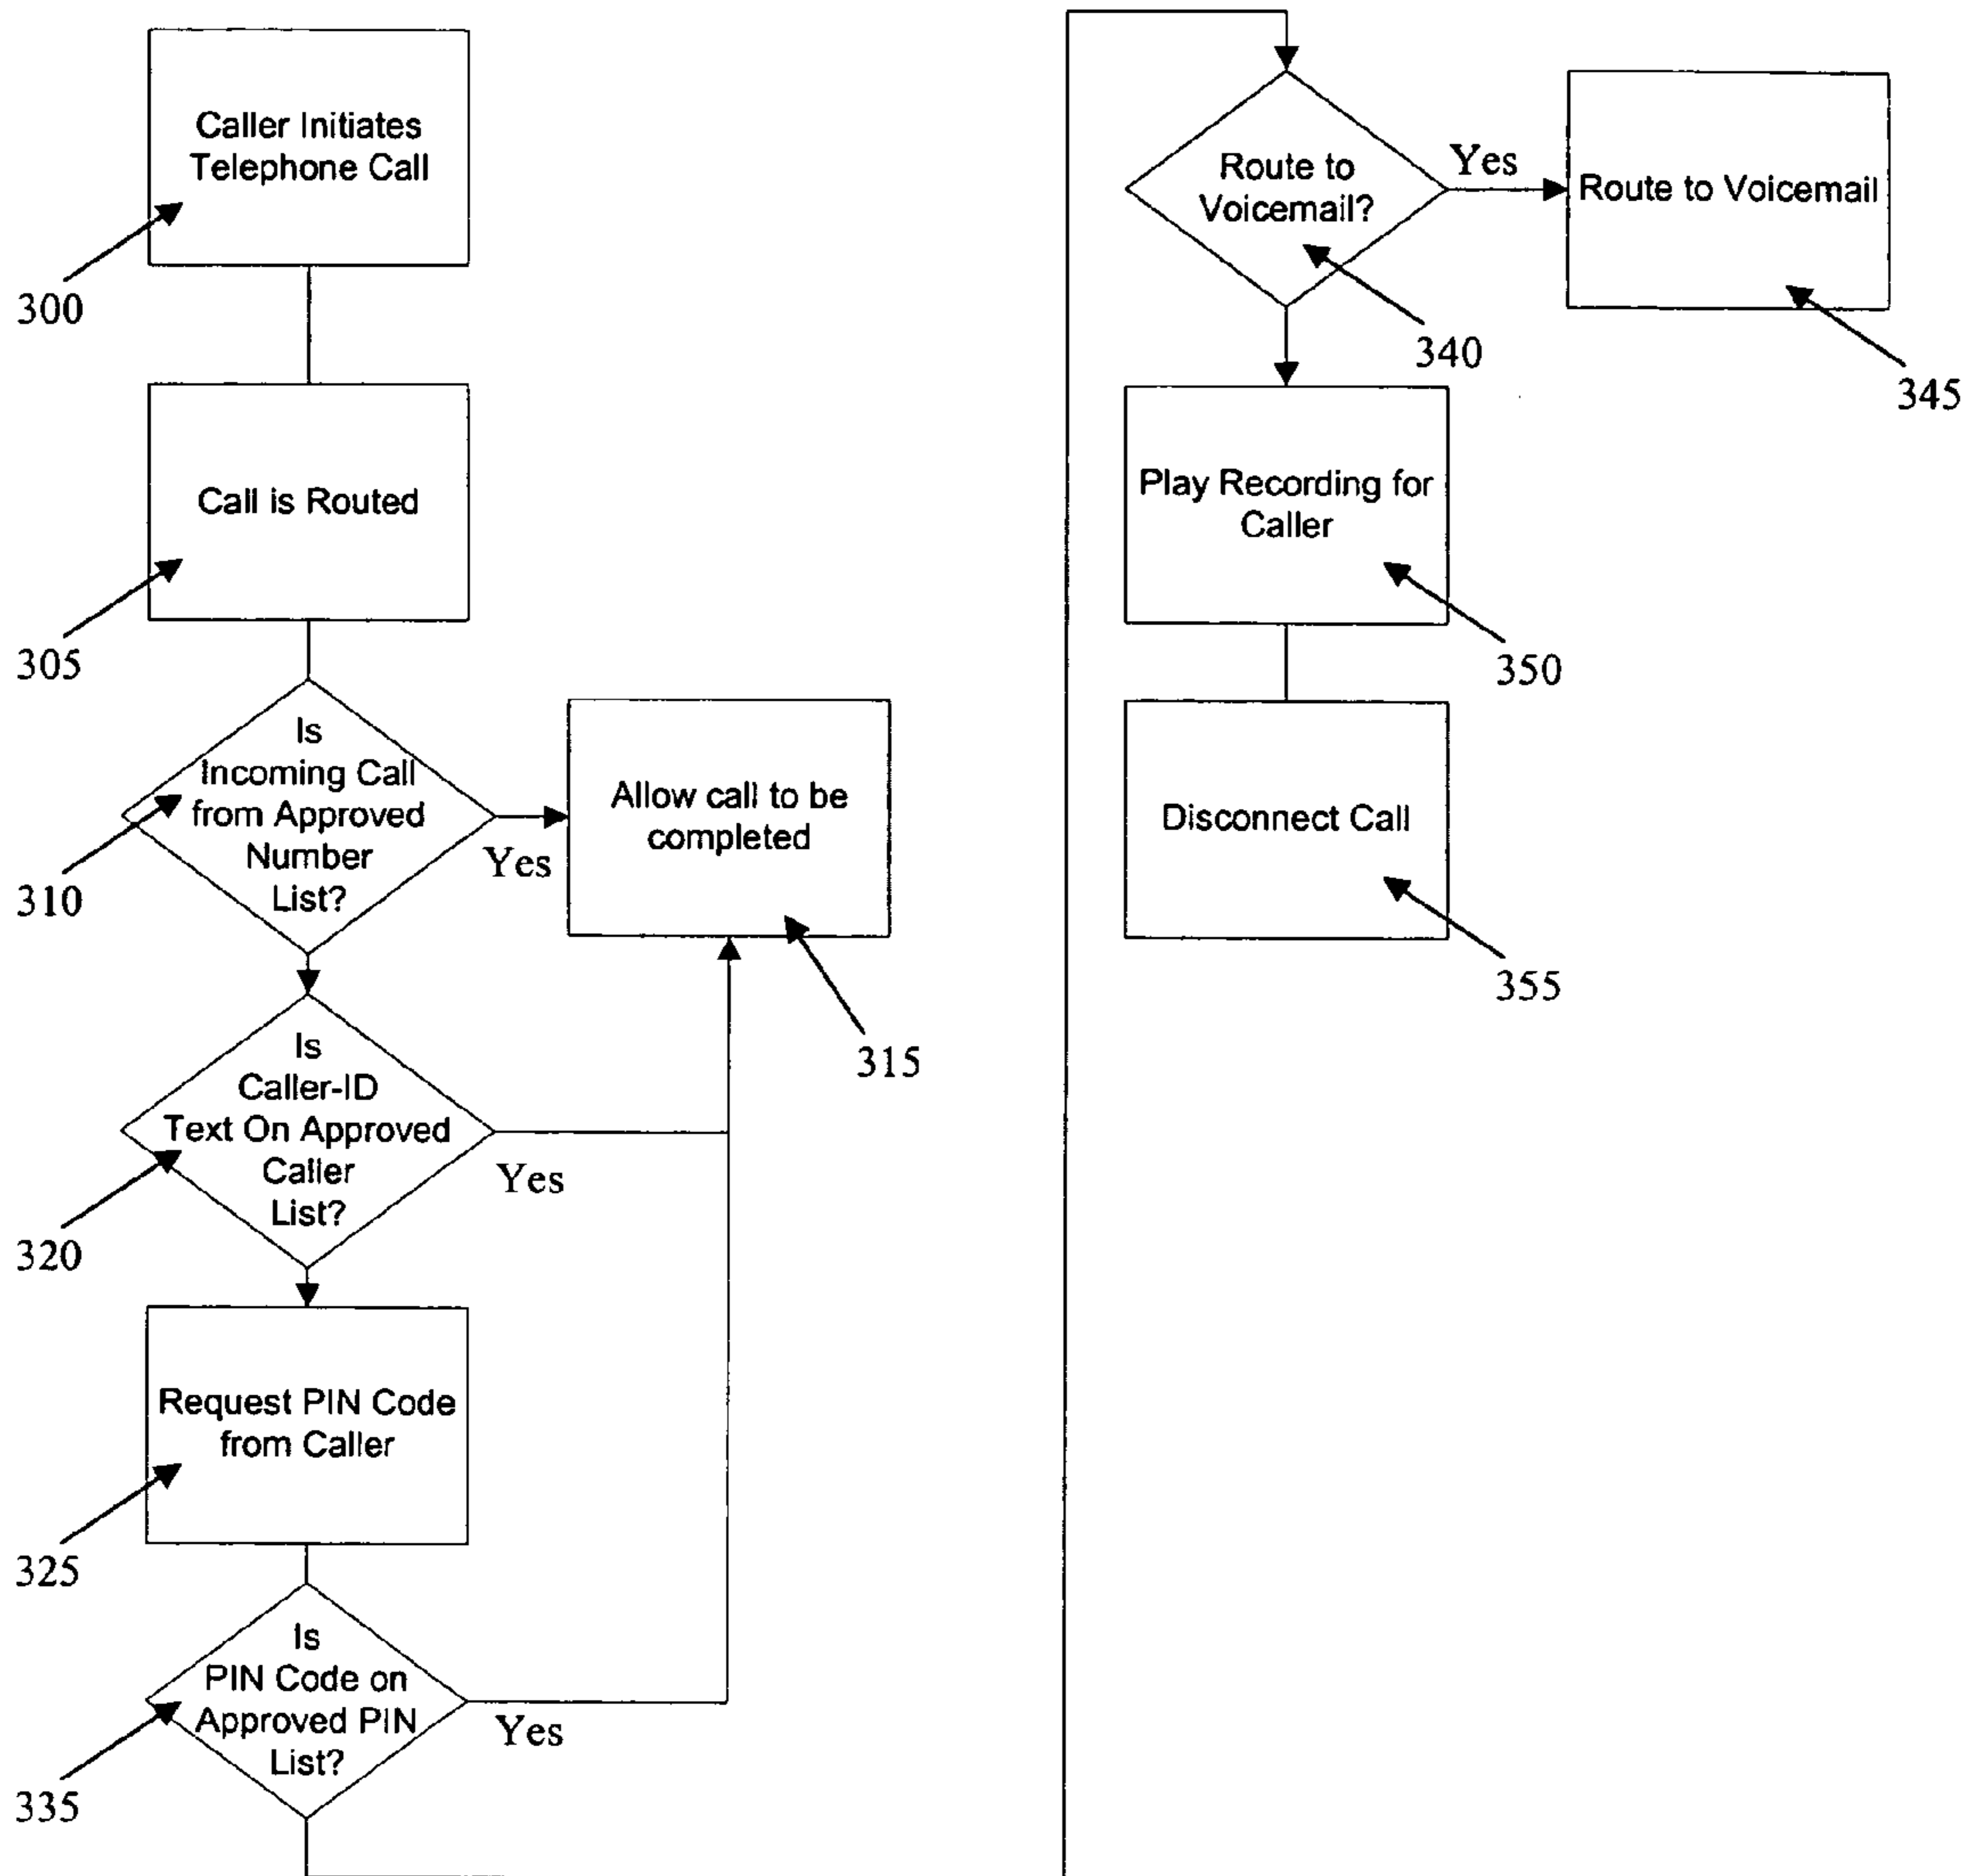 Caller Initiates
Telephone Call
300
Call is Routed
305
Is
Incoming Call
from Approved
Number
List?
310
Yes
Allow call to be
completed
315
Is
Caller-ID
Text On Approved
Caller
List?
320
Yes
Request PIN Code
from Caller
325
Is
PIN Code on
Approved PIN
List?
335
Yes
Route to
Voicemail?
340
Yes
Route to Voicemail
345
Play Recording for
Caller
350
Disconnect Call
355